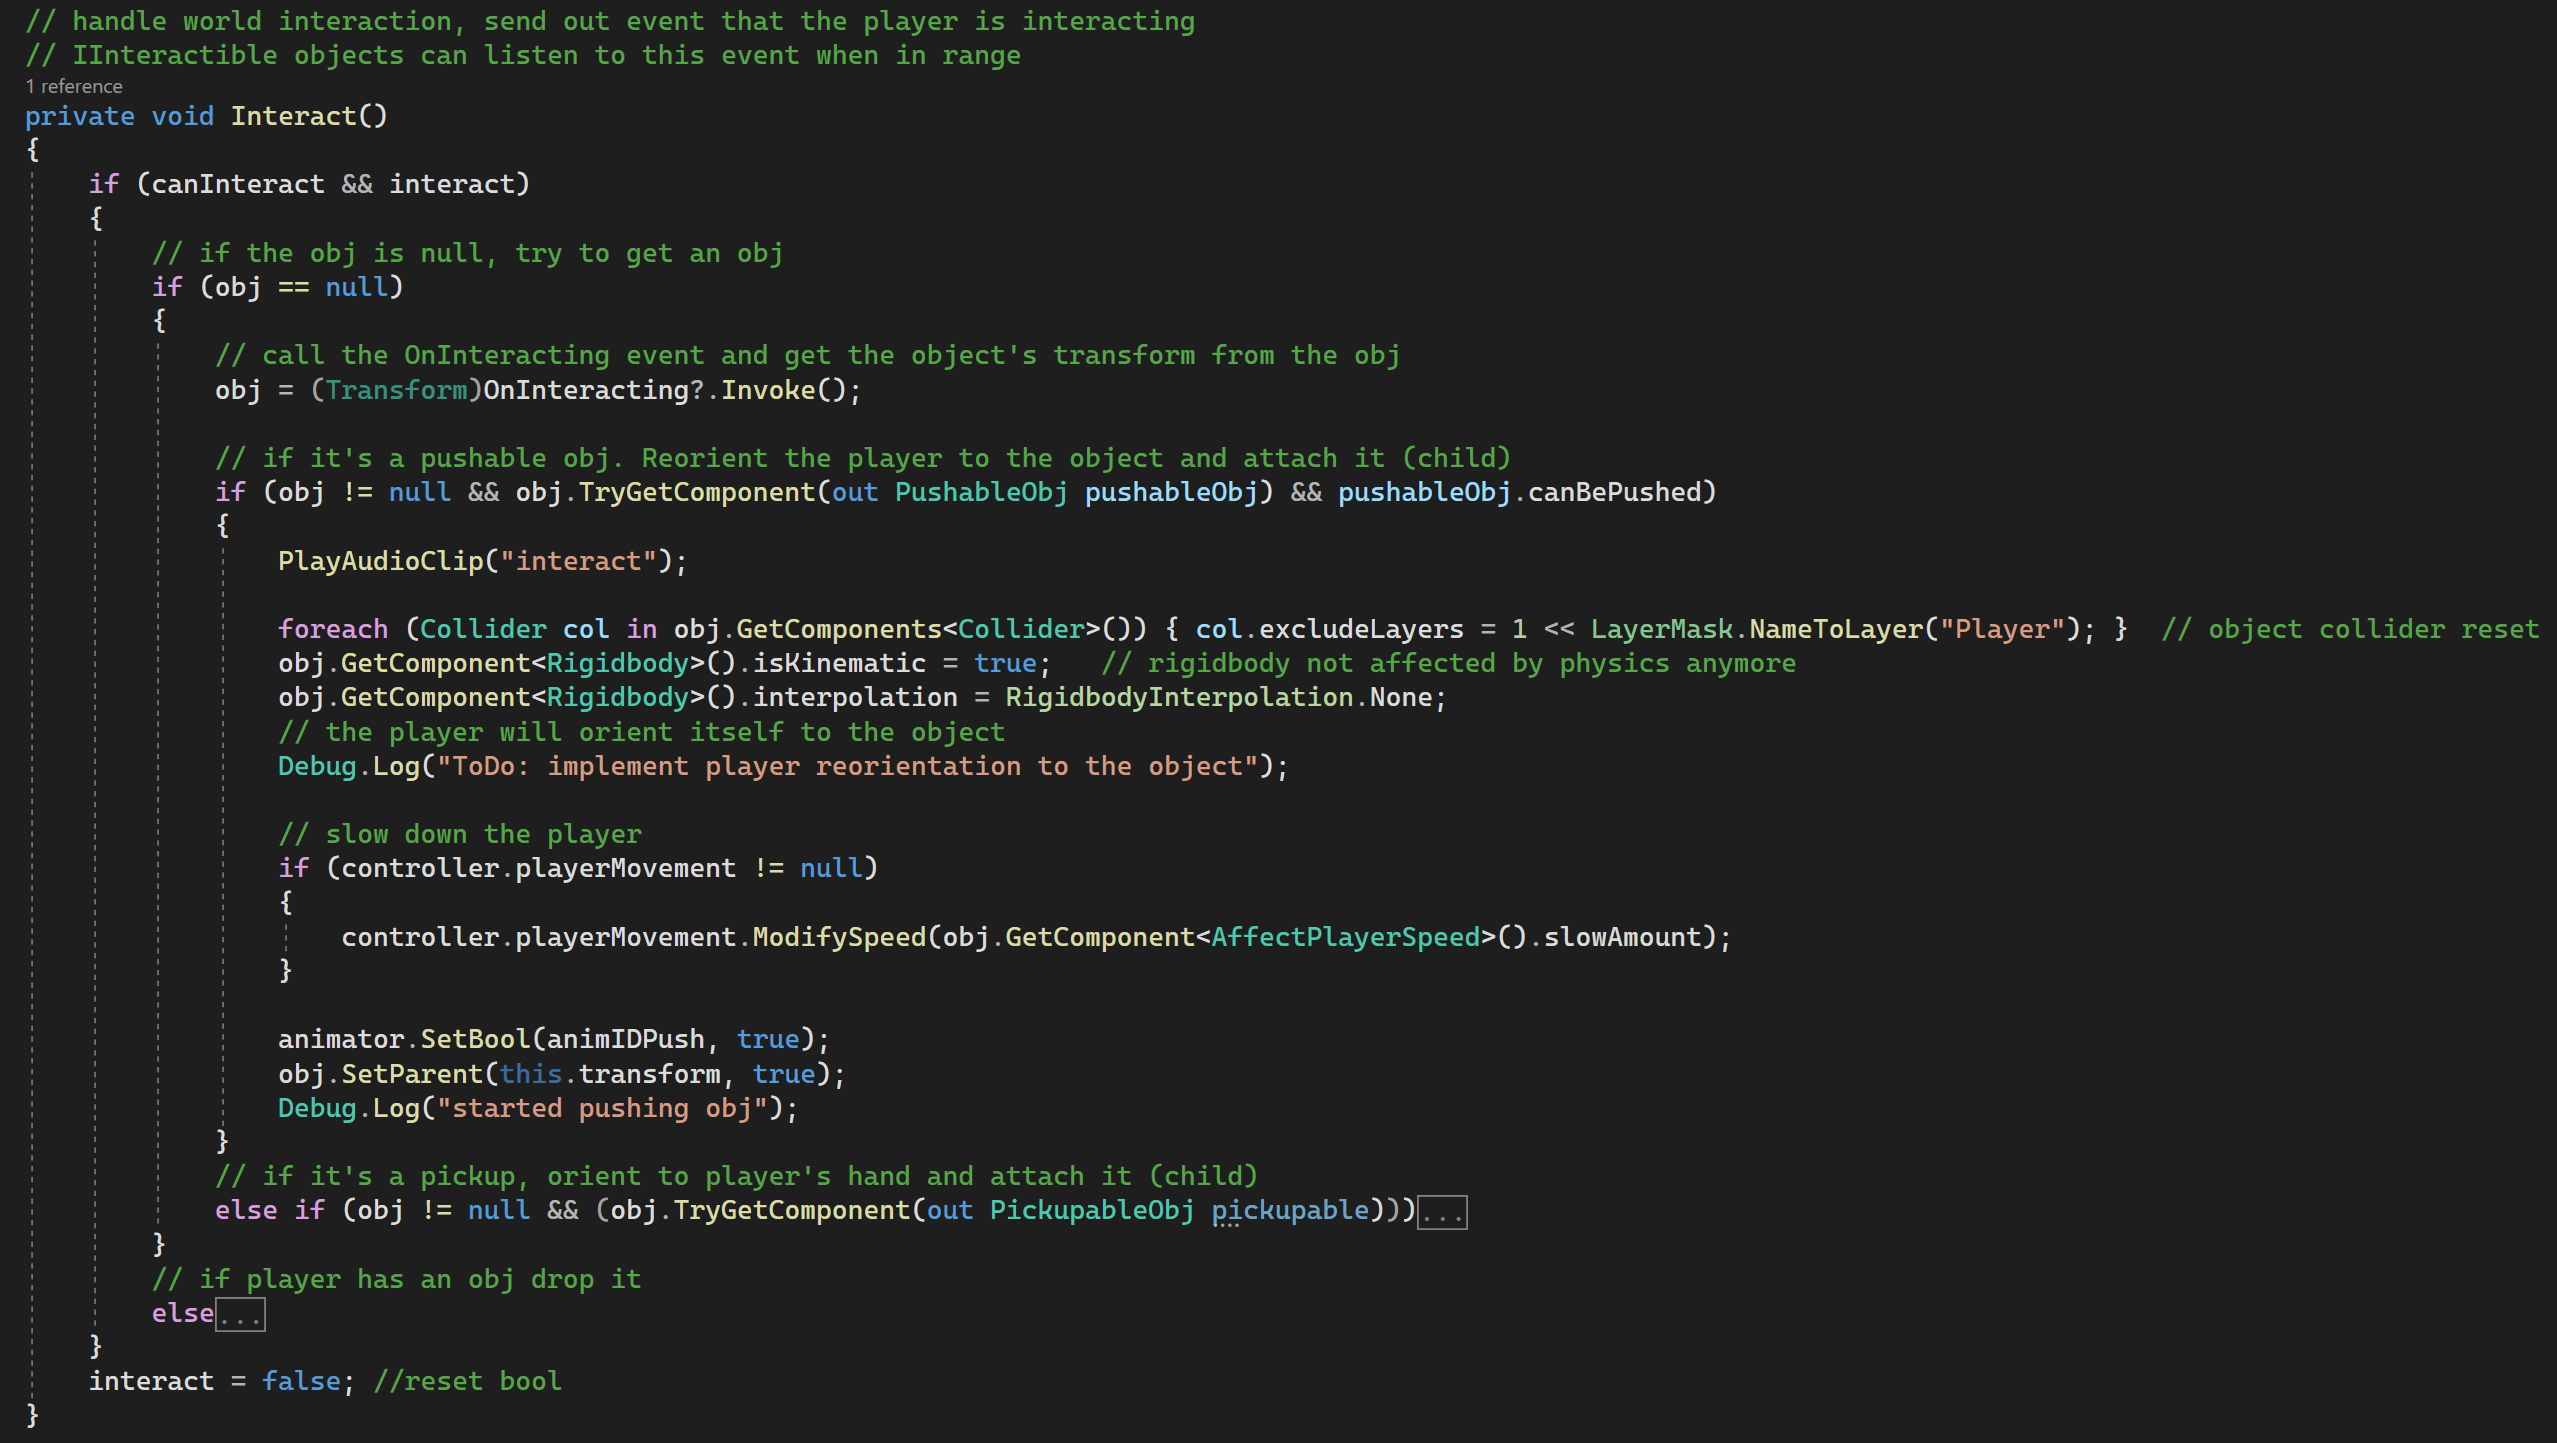 // handle world interaction, send out event that the player is interacting
// IInteractible objects can listen to this event when in range
1 reference
private void Interact()
{
    if (canInteract && interact)
    {
        // if the obj is null, try to get an obj
        if (obj == null)
        {
            // call the OnInteracting event and get the object's transform from the obj
            obj = (Transform)OnInteracting?.Invoke();

            // if it's a pushable obj. Reorient the player to the object and attach it (child)
            if (obj != null && obj.TryGetComponent(out PushableObj pushableObj) && pushableObj.canBePushed)
            {
                PlayAudioClip("interact");

                foreach (Collider col in obj.GetComponents<Collider>()) { col.excludeLayers = 1 << LayerMask.NameToLayer("Player"); }  // object collider reset
                obj.GetComponent<Rigidbody>().isKinematic = true;   // rigidbody not affected by physics anymore
                obj.GetComponent<Rigidbody>().interpolation = RigidbodyInterpolation.None;
                // the player will orient itself to the object
                Debug.Log("ToDo: implement player reorientation to the object");

                // slow down the player
                if (controller.playerMovement != null)
                {
                    controller.playerMovement.ModifySpeed(obj.GetComponent<AffectPlayerSpeed>().slowAmount);
                }

                animator.SetBool(animIDPush, true);
                obj.SetParent(this.transform, true);
                Debug.Log("started pushing obj");
            }
            // if it's a pickup, orient to player's hand and attach it (child)
            else if (obj != null && (obj.TryGetComponent(out PickupableObj pickupable)))...
        }
        // if player has an obj drop it
        else...
    }
    interact = false; //reset bool
}